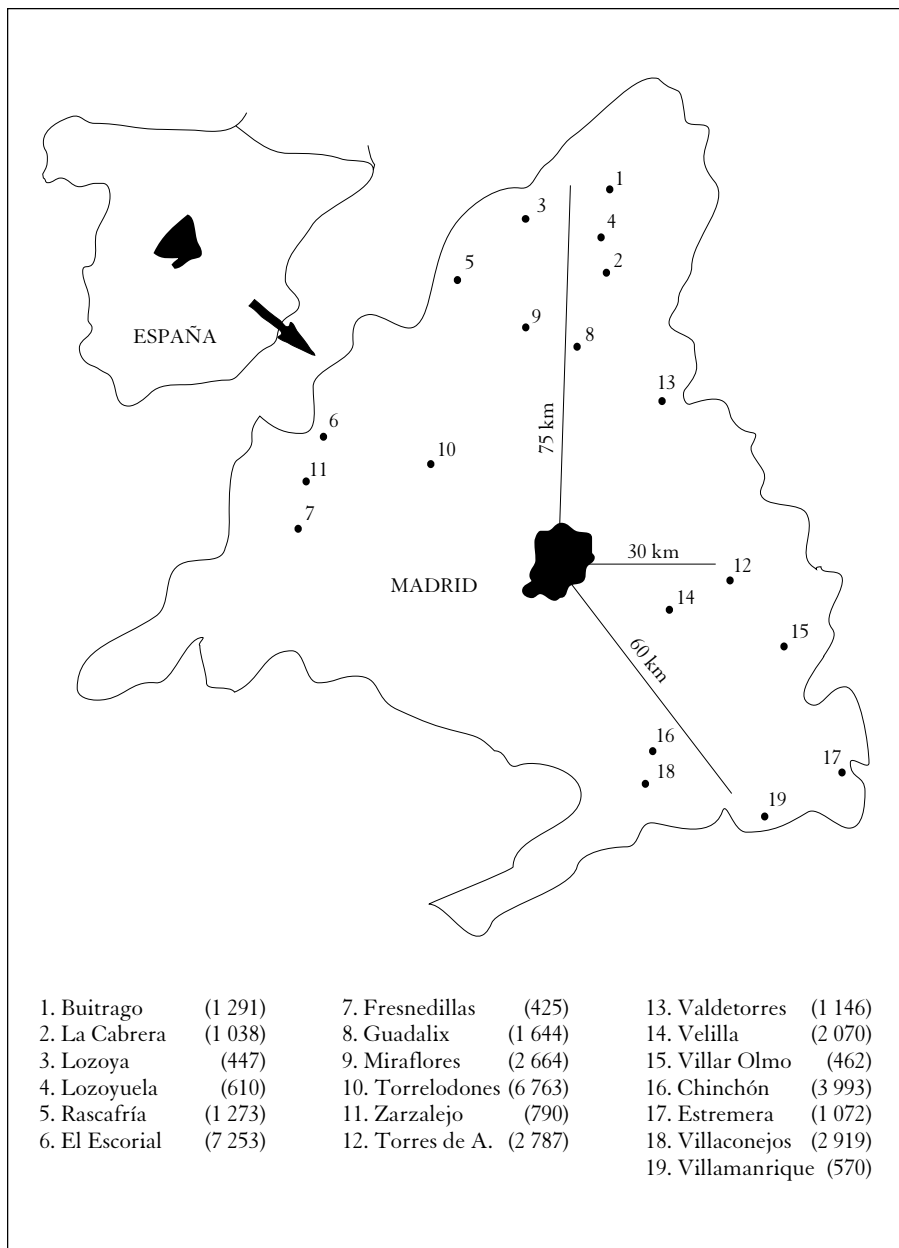 1
3
4
2
5
ESPAÑA
9
8
13
75 km
6
10
11
7
30 km
12
MADRID
14
15
60 km
16
17
18
19
1. Buitrago (1 291)
2. La Cabrera (1 038)
3. Lozoya (447)
4. Lozoyuela (610)
5. Rascafría (1 273)
6. El Escorial (7 253)
7. Fresnedillas (425)
8. Guadalix (1 644)
9. Miraflores (2 664)
10. Torrelodones (6 763)
11. Zarzalejo (790)
12. Torres de A. (2 787)
13. Valdetorres (1 146)
14. Velilla (2 070)
15. Villar Olmo (462)
16. Chinchón (3 993)
17. Estremera (1 072)
18. Villaconejos (2 919)
19. Villamanrique (570)